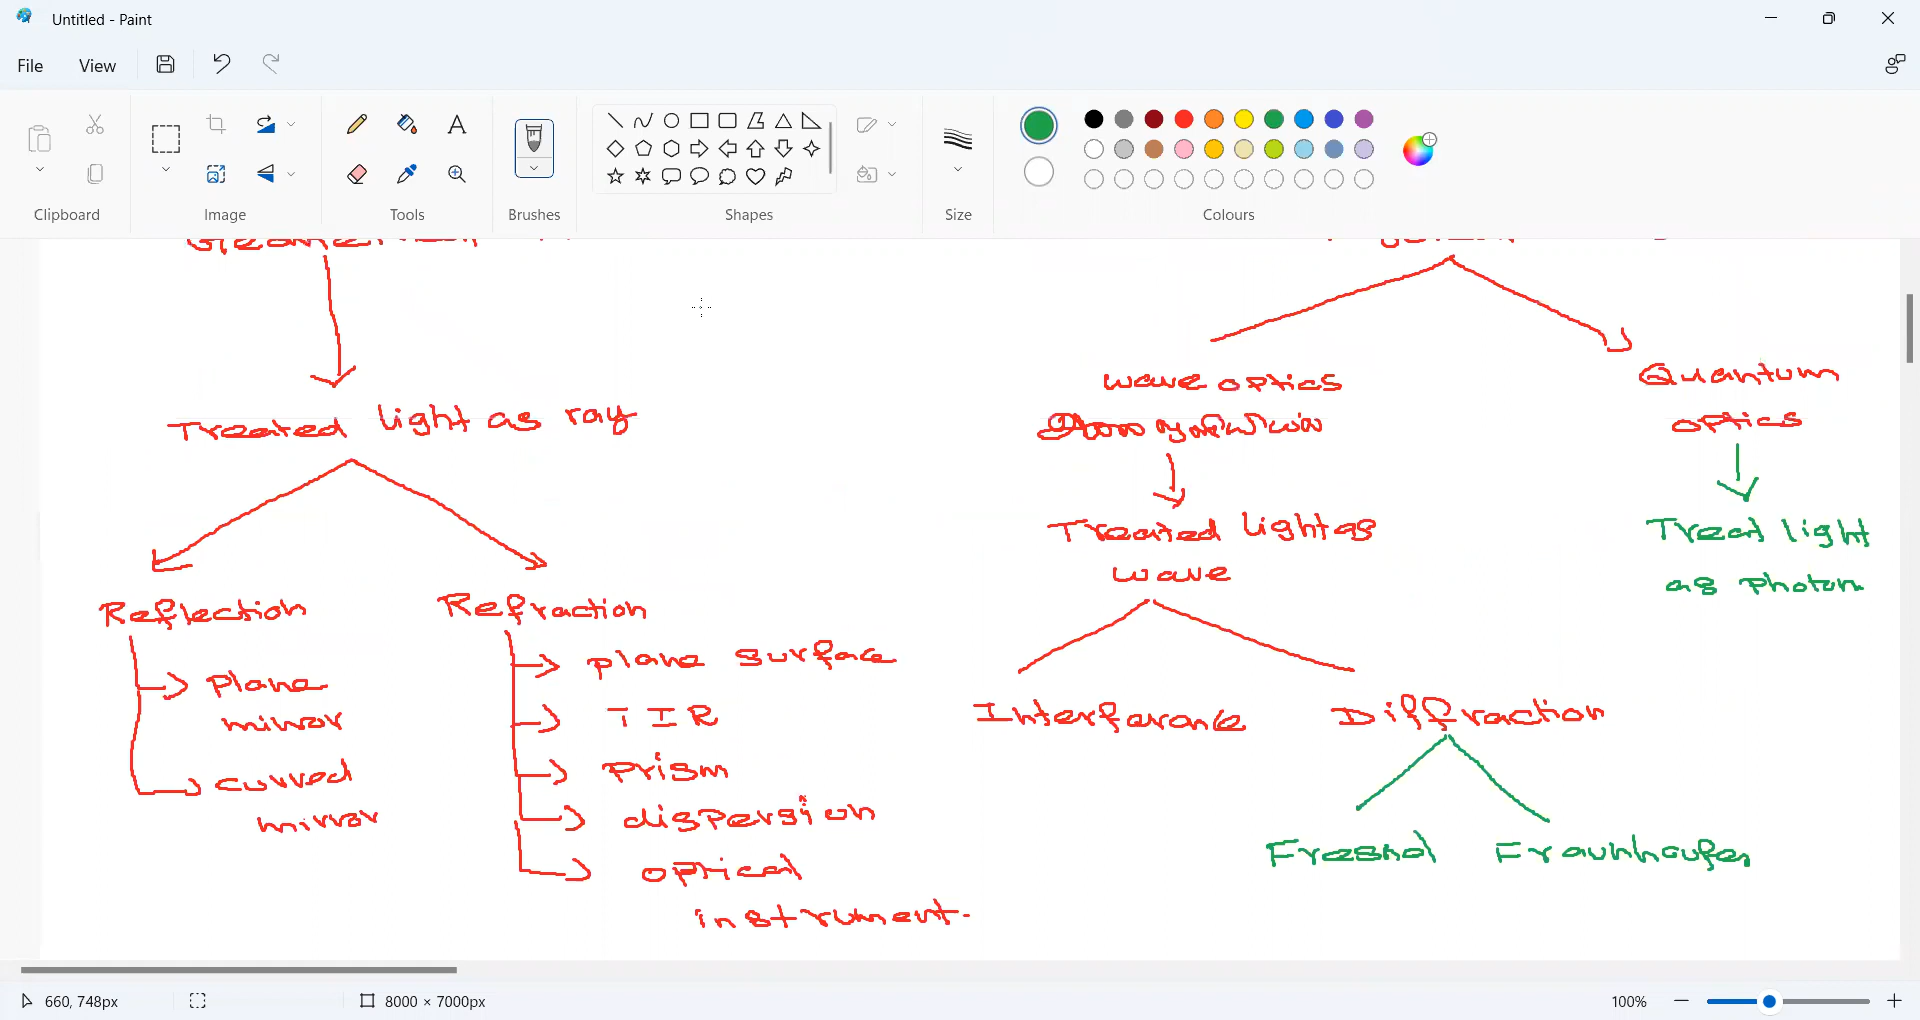 Untitled - Paint
File View
Clipboard
Image
Tools
Brushes
Shapes
Size
Colours
Treated light as ray
Reflection
Plane
mirror
curved
mirror
Refraction
plane surface
TIR
Prism
dispersion
optical
instrument
wave optics
Treated light as
wave
Interference
Diffraction
Fresnel
Fraunhaufer
Quantum
optics
Treat light
as photon
660, 748px
8000 × 7000px
100%